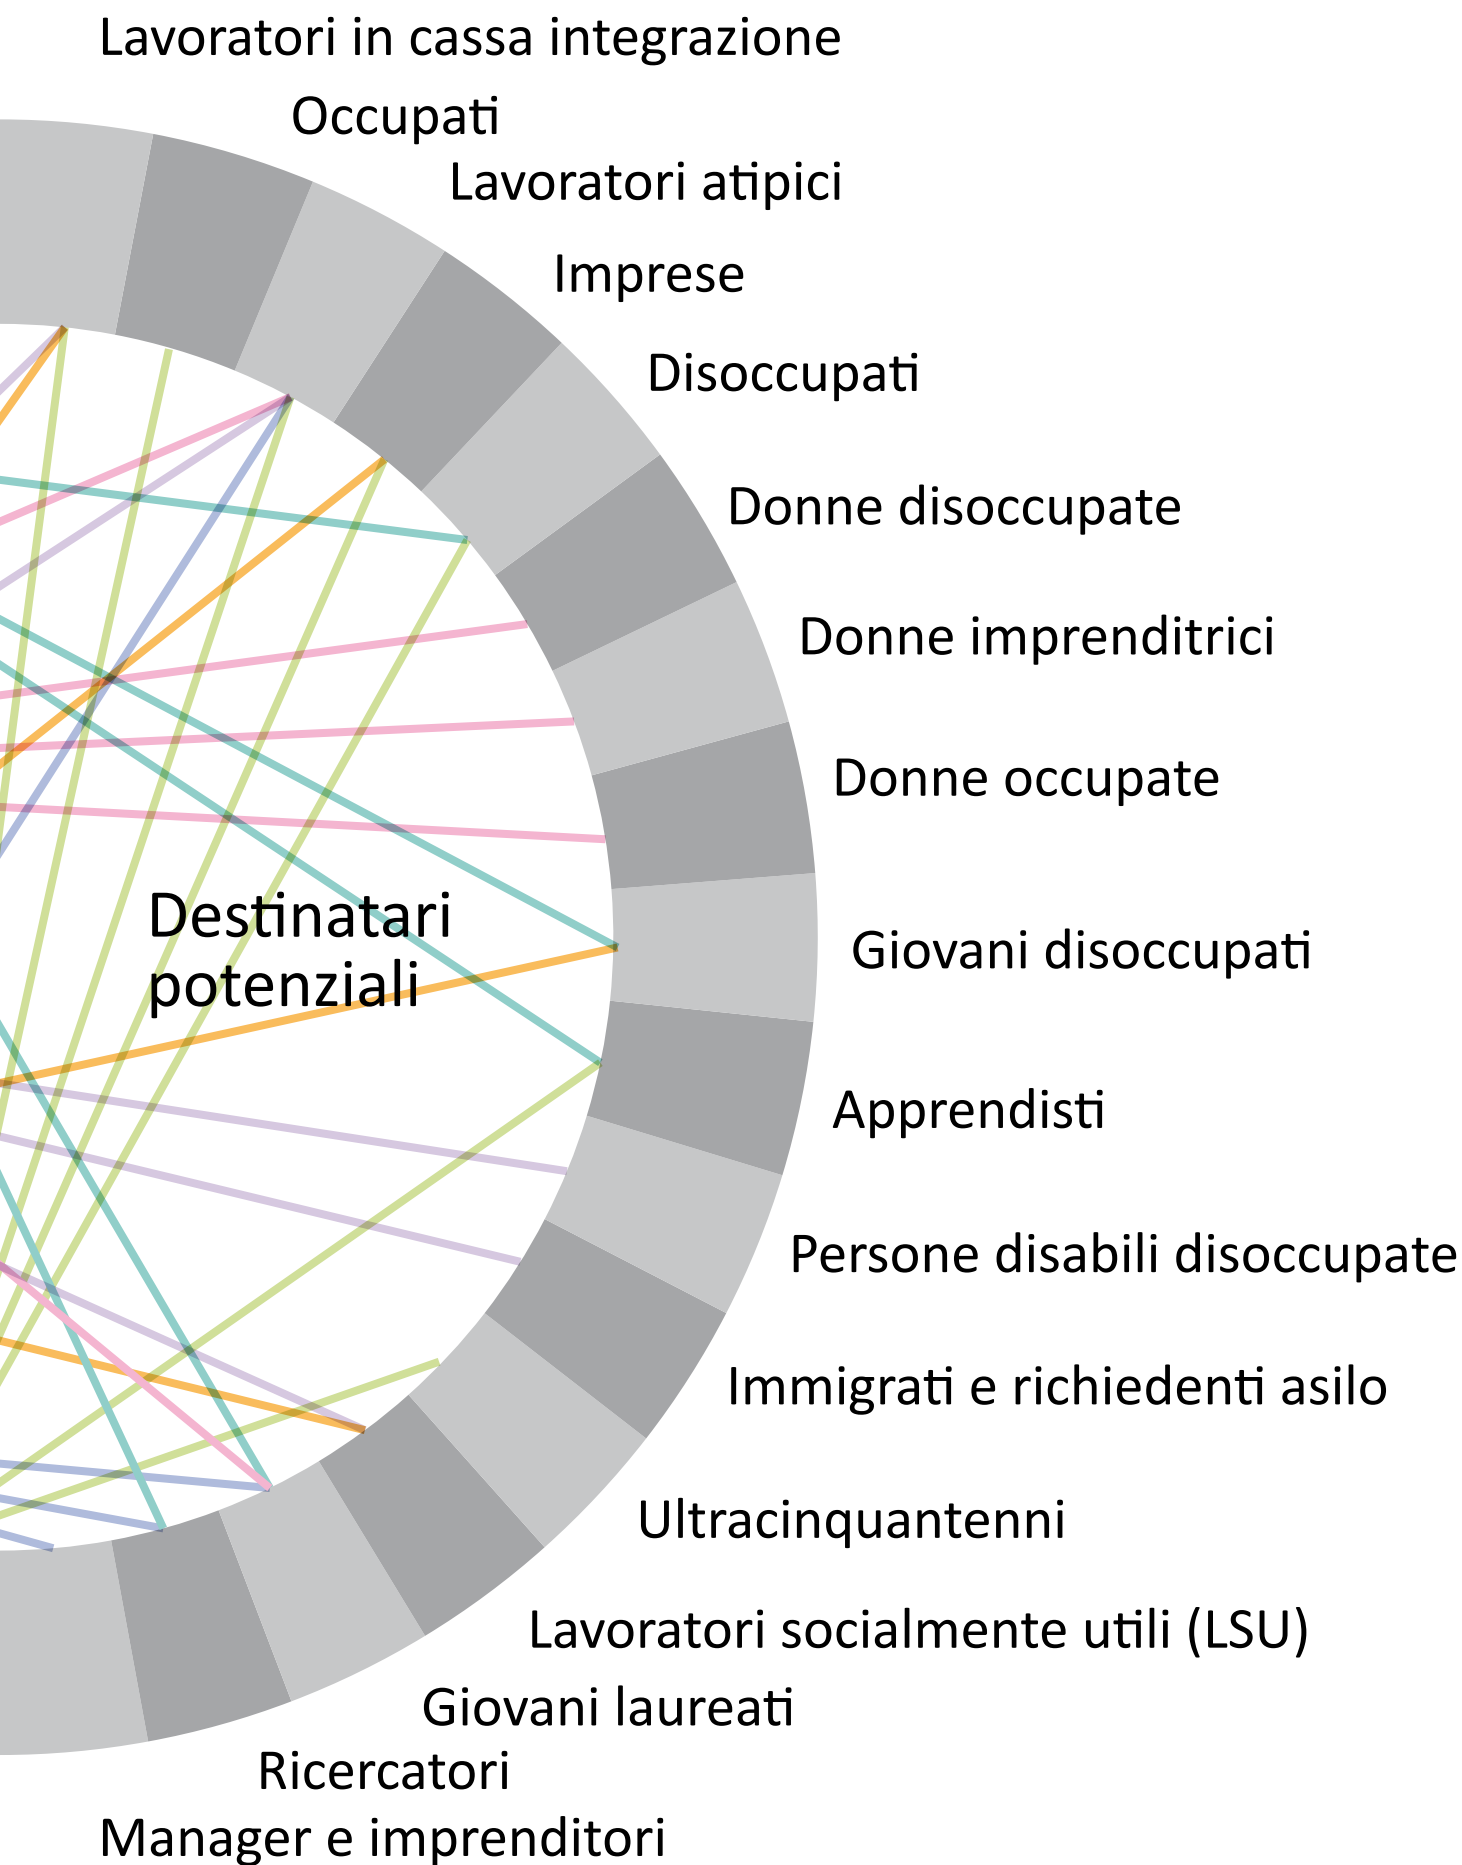 Lavoratori in cassa integrazione
Occupati
Lavoratori atipici
Imprese
Disoccupati
Donne disoccupate
Donne imprenditrici
Donne occupate
Destinatari
potenziali
Giovani disoccupati
Apprendisti
Persone disabili disoccupate
Immigrati e richiedenti asilo
Ultracinquantenni
Lavoratori socialmente utili (LSU)
Giovani laureati
Ricercatori
Manager e imprenditori